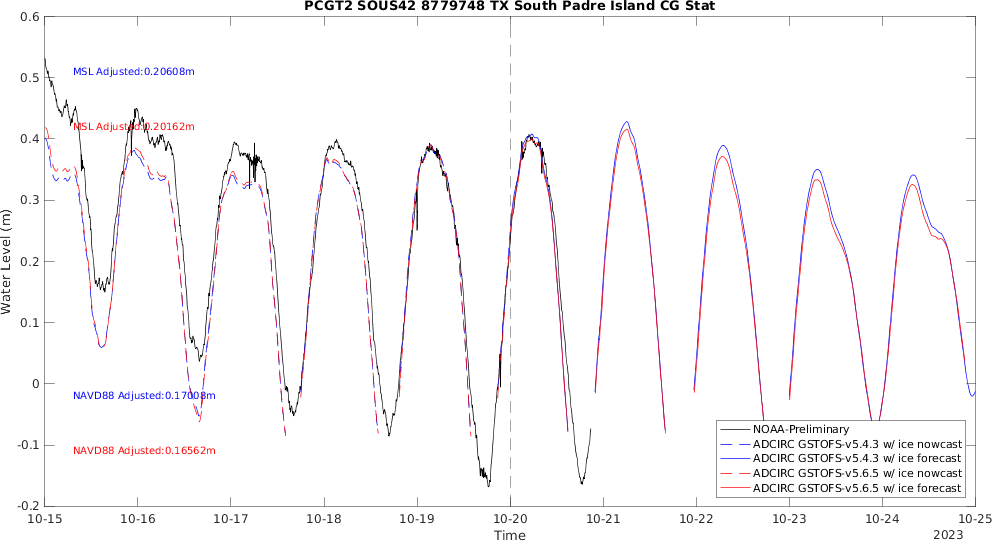 PCGT2 SOUS42 8779748 TX South Padre Island CG Stat
0.6
0.5
0.4
0.3
0.2
0.1
0
-0.1
-0.2
Water Level (m)
MSL Adjusted:0.20608m
MSL Adjusted:0.20162m
NAVD88 Adjusted:0.17008m
NAVD88 Adjusted:0.16562m
NOAA-Preliminary
ADCIRC GSTOFS-v5.4.3 w/ ice nowcast
ADCIRC GSTOFS-v5.4.3 w/ ice forecast
ADCIRC GSTOFS-v5.6.5 w/ ice nowcast
ADCIRC GSTOFS-v5.6.5 w/ ice forecast
10-15 10-16 10-17 10-18 10-19 10-20 10-21 10-22 10-23 10-24 10-25
Time
2023